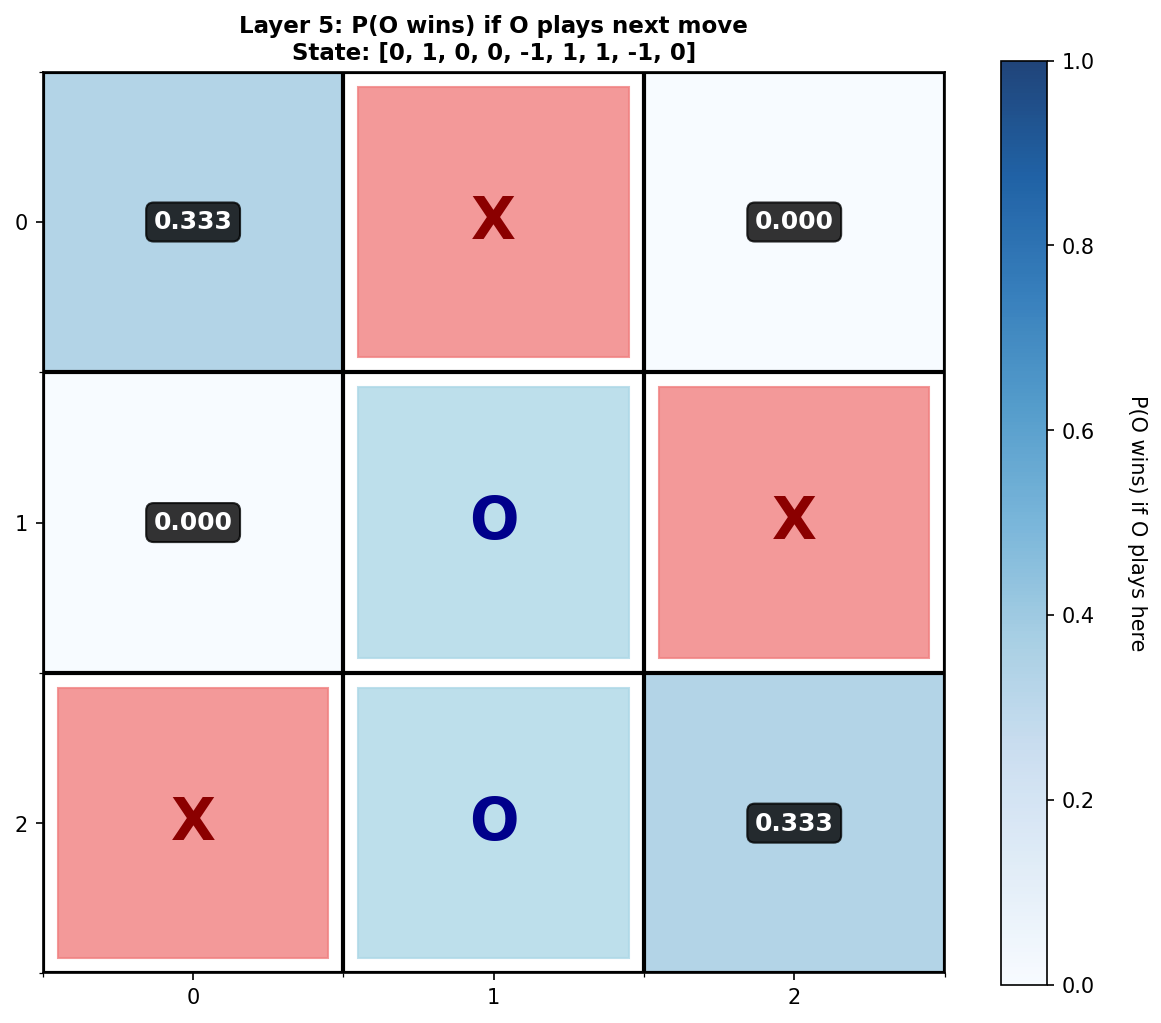 Layer 5: P(O wins) if O plays next move
State: [0, 1, 0, 0, -1, 1, 1, -1, 0]
0.333
X
0.000
0
0.000
O
X
1
X
O
0.333
2
0
1
2
1.0
0.8
0.6
0.4
0.2
0.0
P(O wins) if O plays here